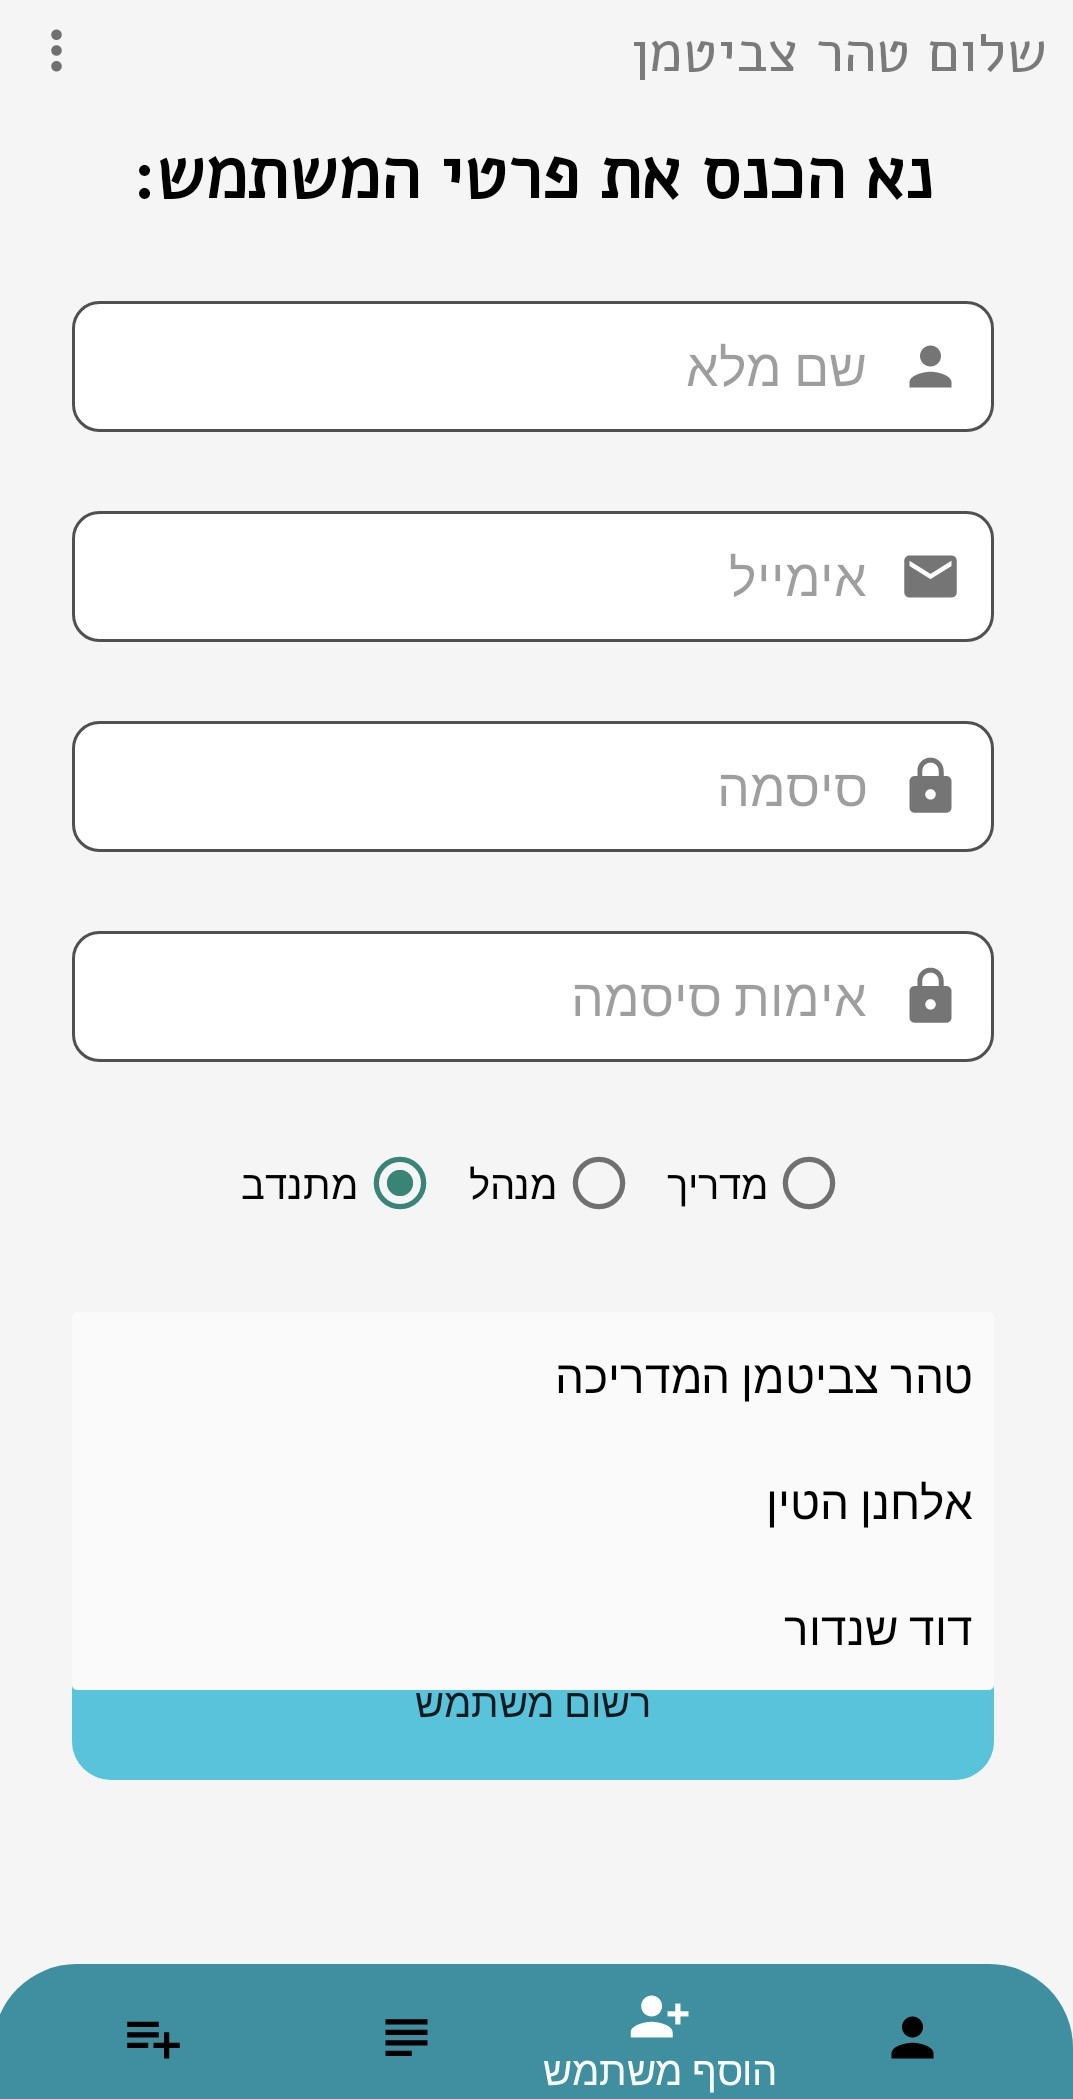 שלום טהר צביטמן
נא הכנס את פרטי המשתמש:
שם מלא
אימייל
סיסמה
אימות סיסמה
מדריך מנהל מתנדב
טהר צביטמן המדריכה
אלחנן הטין
דוד שנדור
רשום משתמש
הוסף משתמש